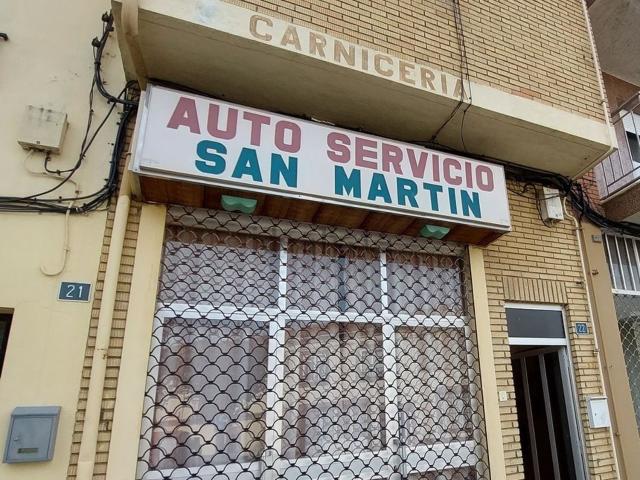 CARNICERIA
AUTO SERVICIO
SAN MARTIN
21
22